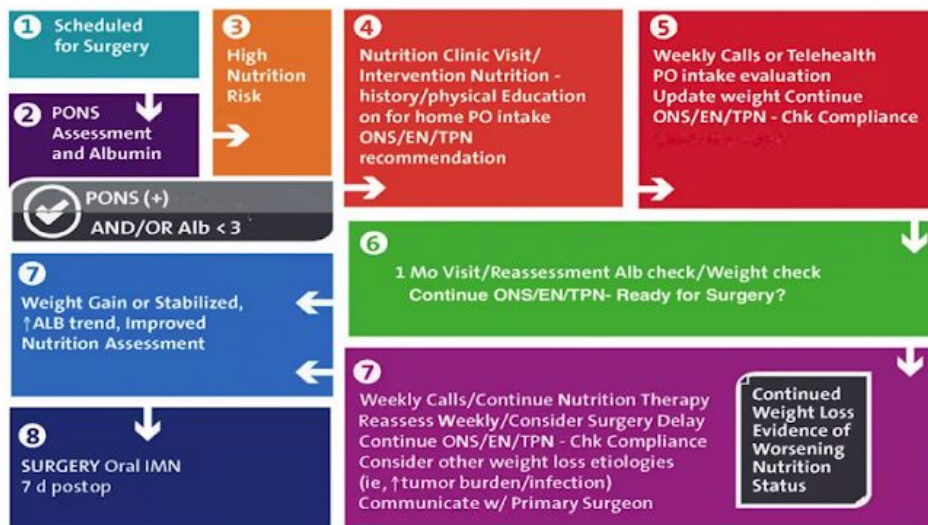 1 Scheduled
for Surgery
2 PONS
Assessment
and Albumin
PONS (+)
AND/OR Alb < 3
3
High
Nutrition
Risk
4
Nutrition Clinic Visit/
Intervention Nutrition -
history/physical Education
on for home PO intake
ONS/EN/TPN
recommendation
5
Weekly Calls or Telehealth
PO intake evaluation
Update weight Continue
ONS/EN/TPN - Chk Compliance
6
1 Mo Visit/Reassessment Alb check/Weight check
Continue ONS/EN/TPN- Ready for Surgery?
7
Weight Gain or Stabilized,
↑ALB trend, Improved
Nutrition Assessment
7
Weekly Calls/Continue Nutrition Therapy
Reassess Weekly/Consider Surgery Delay
Continue ONS/EN/TPN - Chk Compliance
Consider other weight loss etiologies
(ie, ↑tumor burden/infection)
Communicate w/ Primary Surgeon
Continued
Weight Loss
Evidence of
Worsening
Nutrition
Status
8
SURGERY Oral IMN
7 d postop